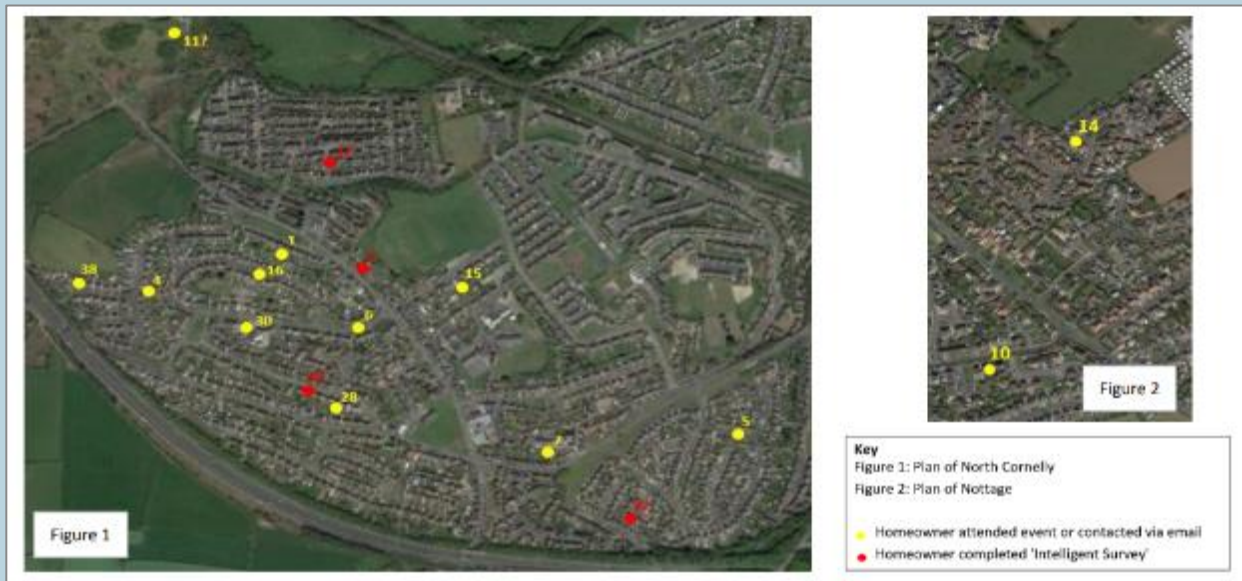 117
38
4
1
16
15
30
28
5
Figure 1
14
10
Figure 2
Key
Figure 1: Plan of North Cornelly
Figure 2: Plan of Nottage
Homeowner attended event or contacted via email
Homeowner completed 'Intelligent Survey'